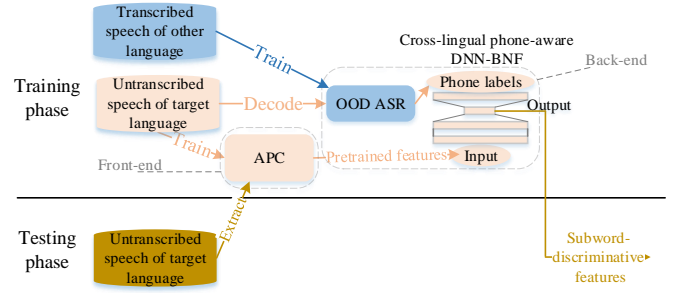 Transcribed
speech of other
language
Cross-lingual phone-aware
DNN-BNF
Back-end
Train
Training
phase
Untranscribed
speech of target
language
Decode
OOD ASR
Phone labels
Output
Train
Front-end
APC
Pretrained features
Input
Extract
Testing
phase
Untranscribed
speech of target
language
Subword-
discriminative
features